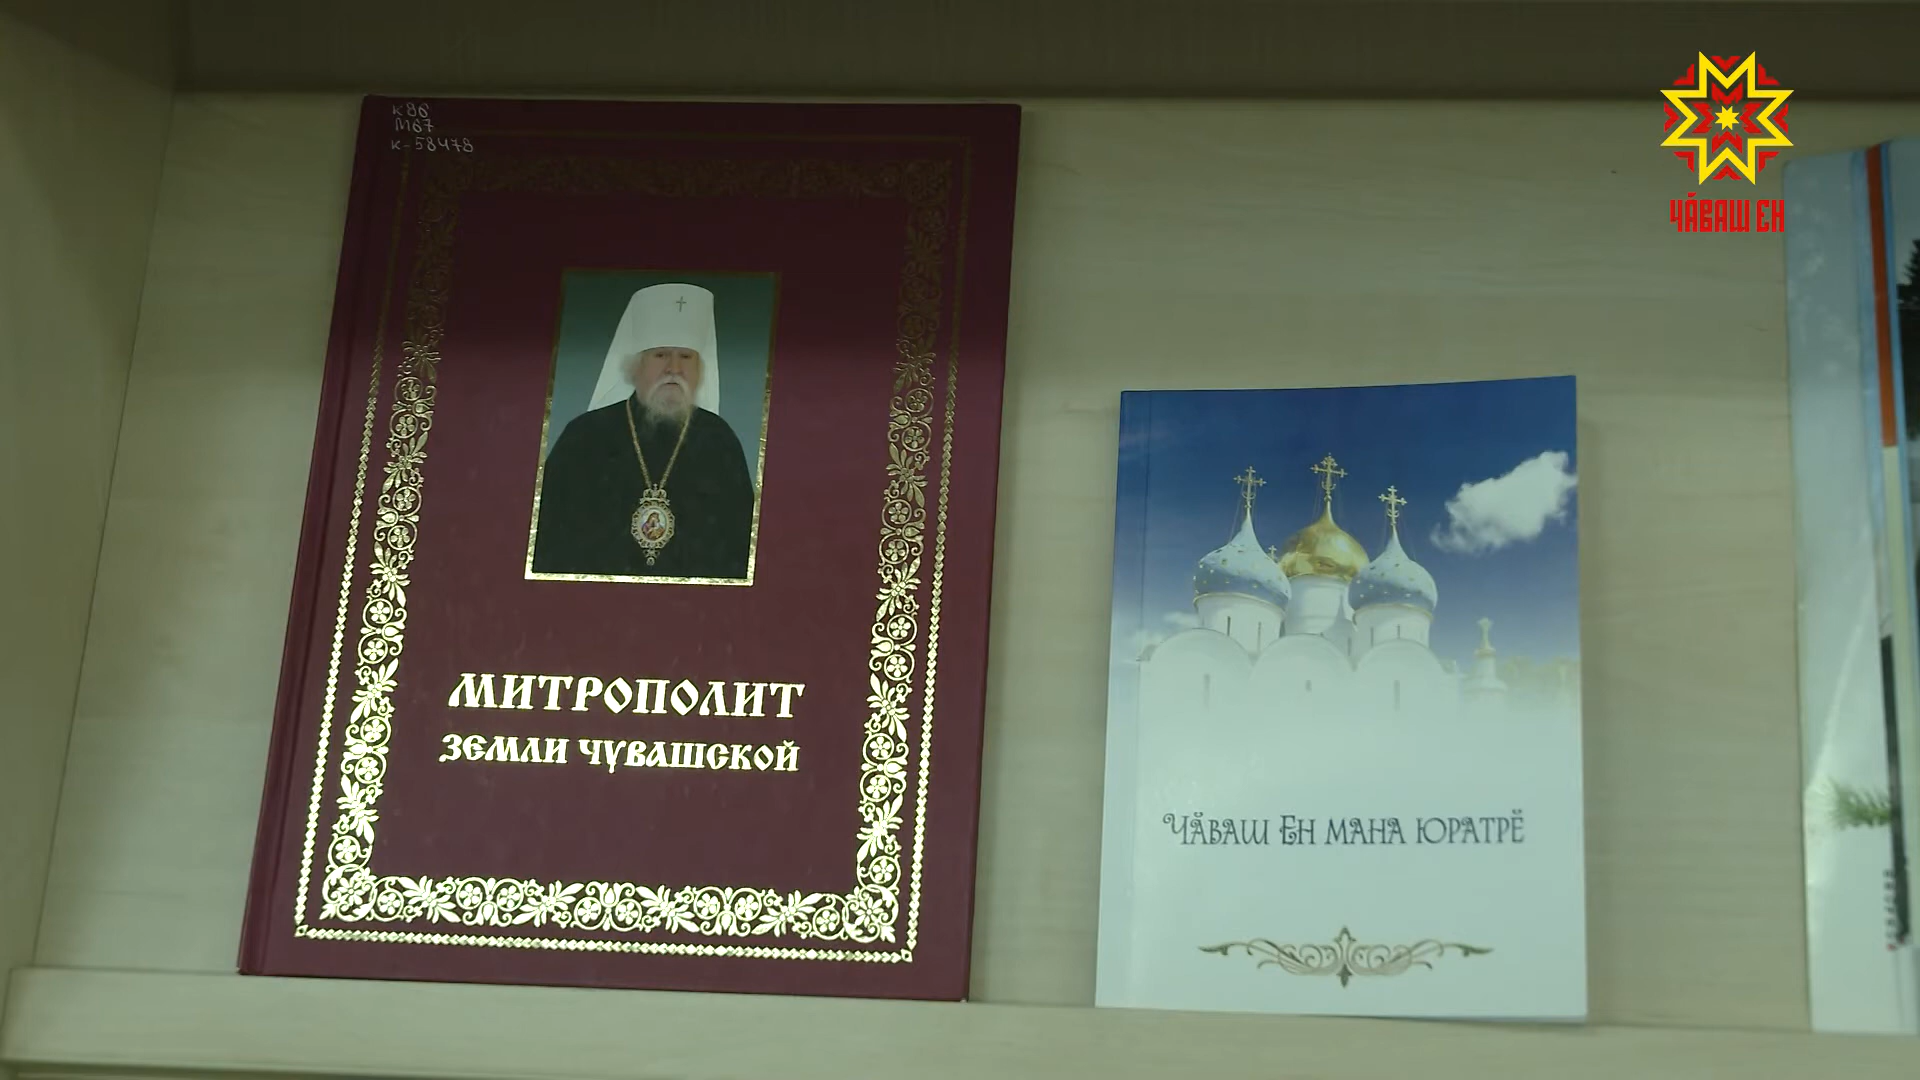 К86
М67
К-58478
МИТРОПОЛИТ
ЗЕМЛИ ЧУВАШСКОЙ
ЧӐВАШ ЕН МАНА ЮРАТРӖ
ЧӐВАШ ЕН